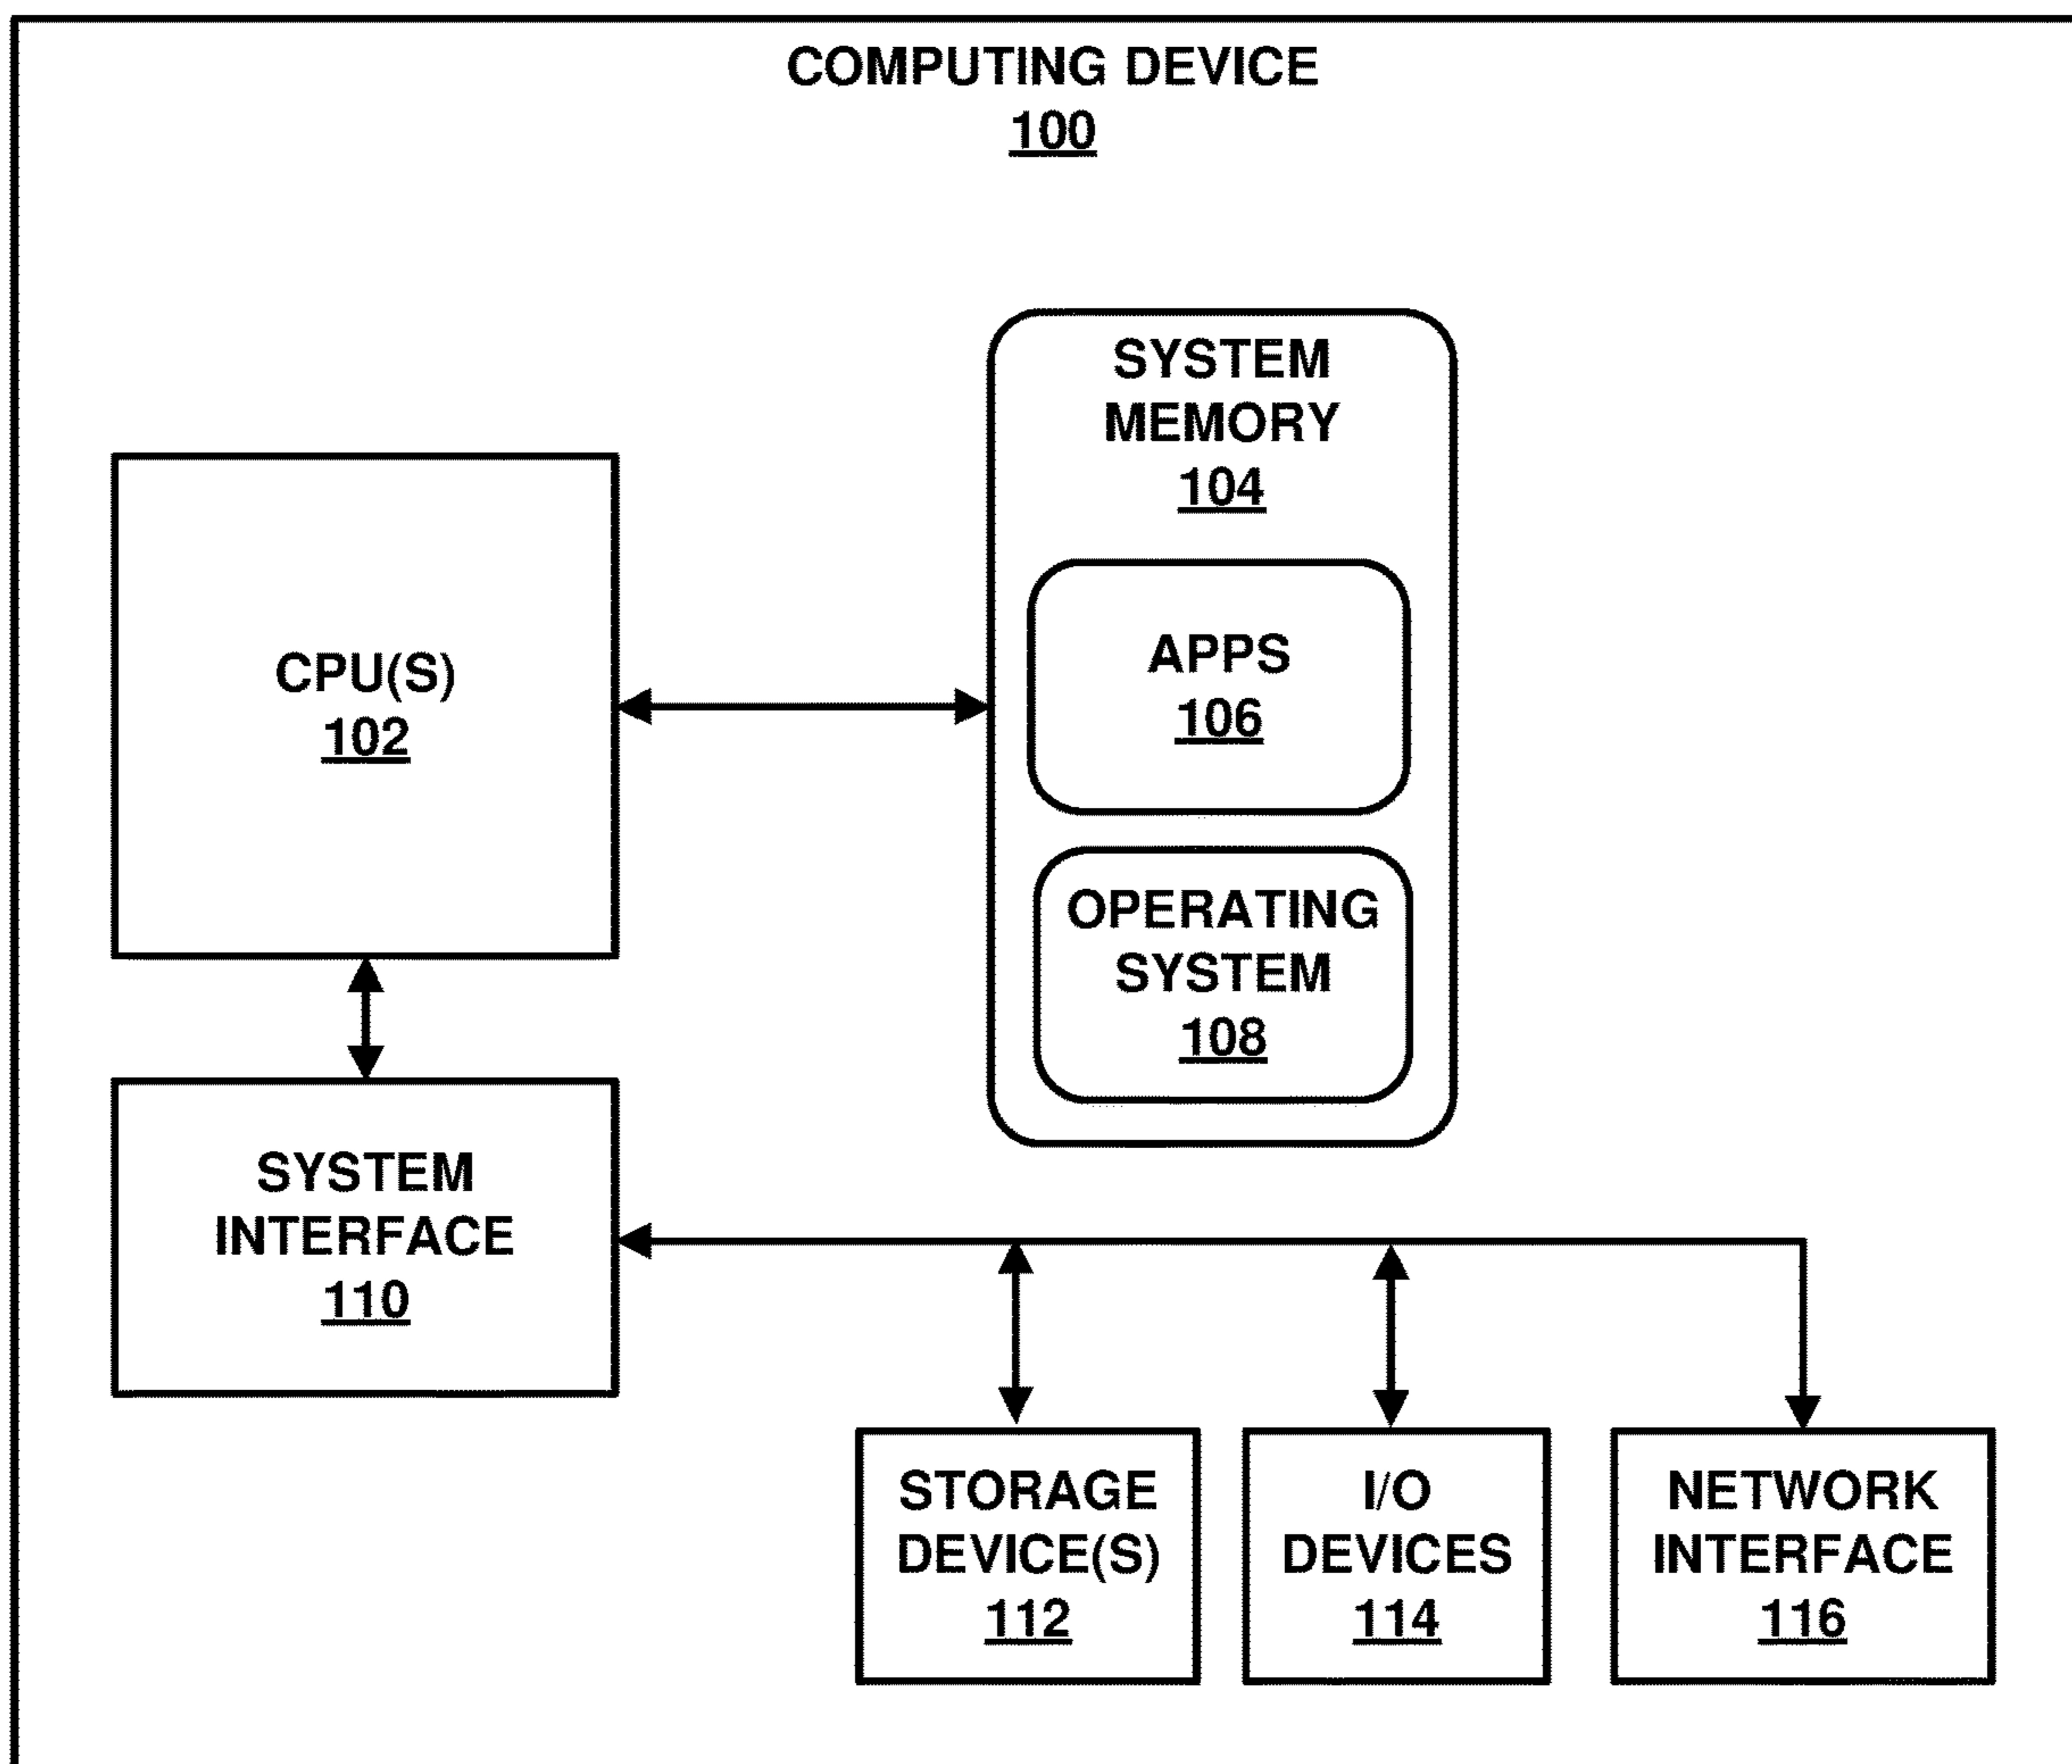 COMPUTING DEVICE
100
SYSTEM
MEMORY
104
CPU(S)
102
APPS
106
OPERATING
SYSTEM
108
SYSTEM
INTERFACE
110
STORAGE
DEVICE(S)
112
I/O
DEVICES
114
NETWORK
INTERFACE
116